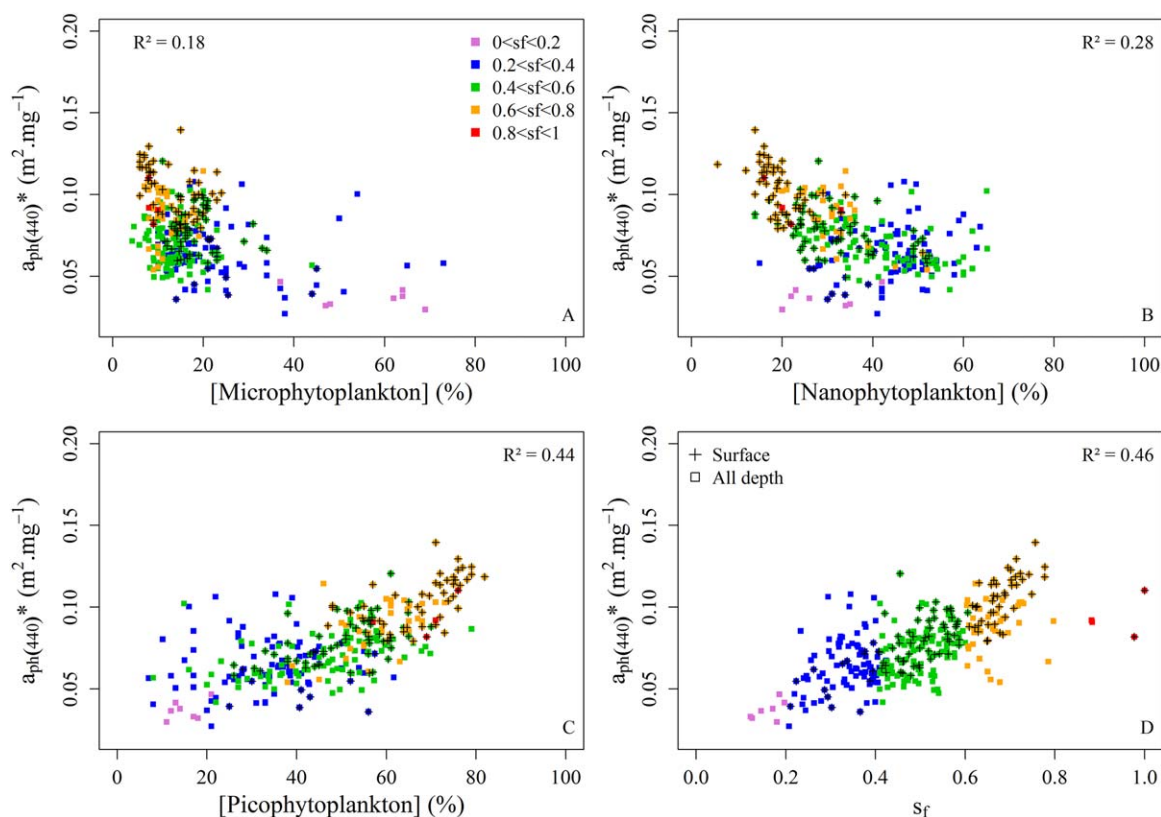 R² = 0.18
0<sf<0.2
0.2<sf<0.4
0.4<sf<0.6
0.6<sf<0.8
0.8<sf<1
A
0.05 0.10 0.15 0.20
a_ph(440)* (m².mg⁻¹)
0 20 40 60 80 100
[Microphytoplankton] (%)
R² = 0.28
B
0.05 0.10 0.15 0.20
a_ph(440)* (m².mg⁻¹)
0 20 40 60 80 100
[Nanophytoplankton] (%)
R² = 0.44
C
0.05 0.10 0.15 0.20
a_ph(440)* (m².mg⁻¹)
0 20 40 60 80 100
[Picophytoplankton] (%)
Surface
All depth
R² = 0.46
D
0.05 0.10 0.15 0.20
a_ph(440)* (m².mg⁻¹)
0.0 0.2 0.4 0.6 0.8 1.0
s_f